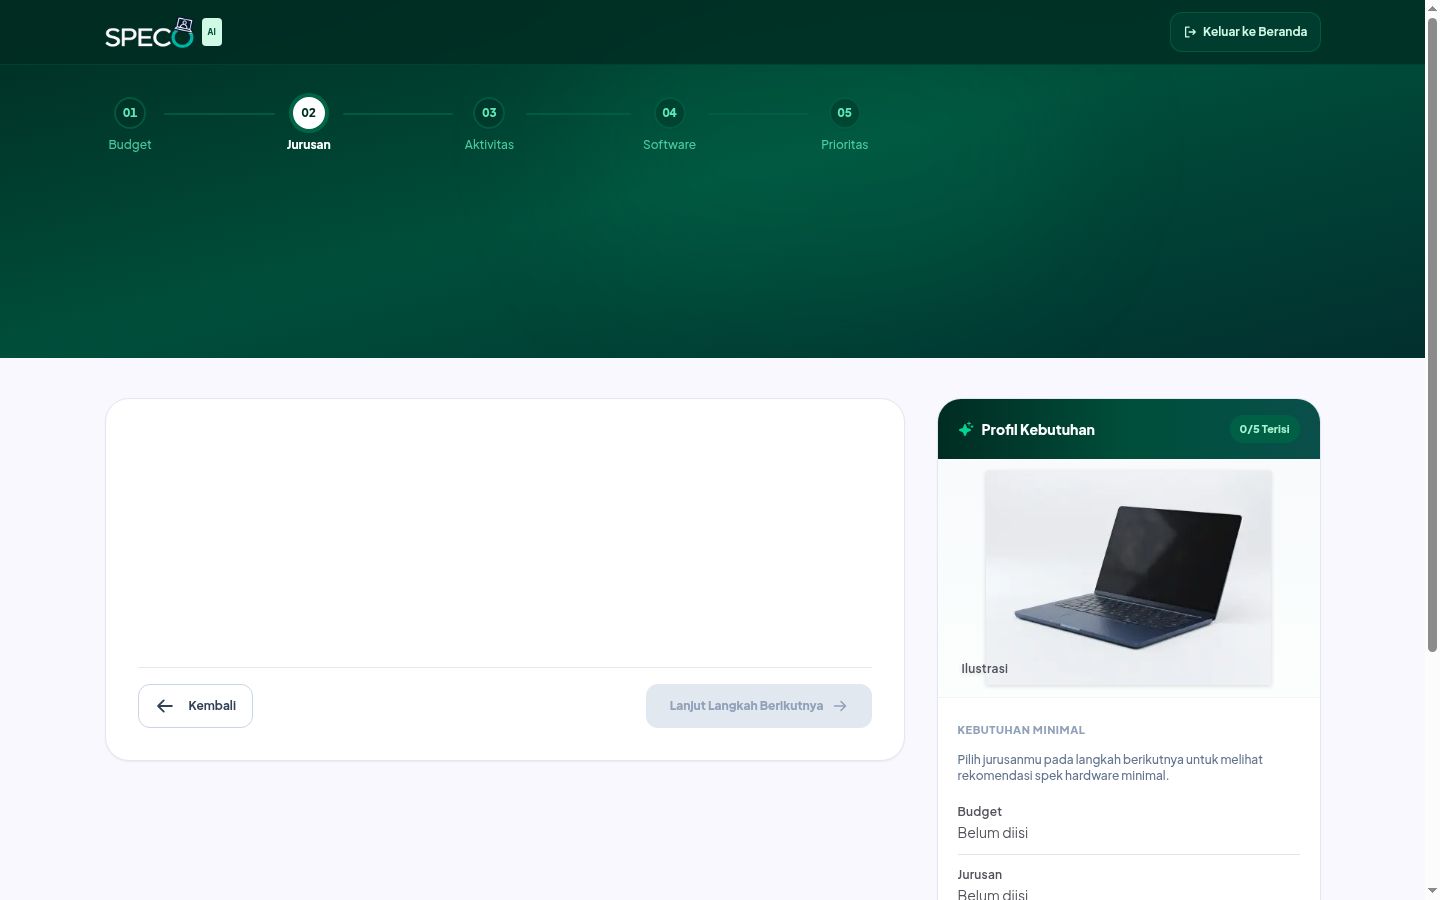 SPECO AI
Keluar ke Beranda
01
02
03
04
05
Budget
Jurusan
Aktivitas
Software
Prioritas
Kembali
Lanjut Langkah Berikutnya
Profil Kebutuhan
0/5 Terisi
Ilustrasi
KEBUTUHAN MINIMAL
Pilih jurusanmu pada langkah berikutnya untuk melihat
rekomendasi spek hardware minimal.
Budget
Belum diisi
Jurusan
Belum diisi